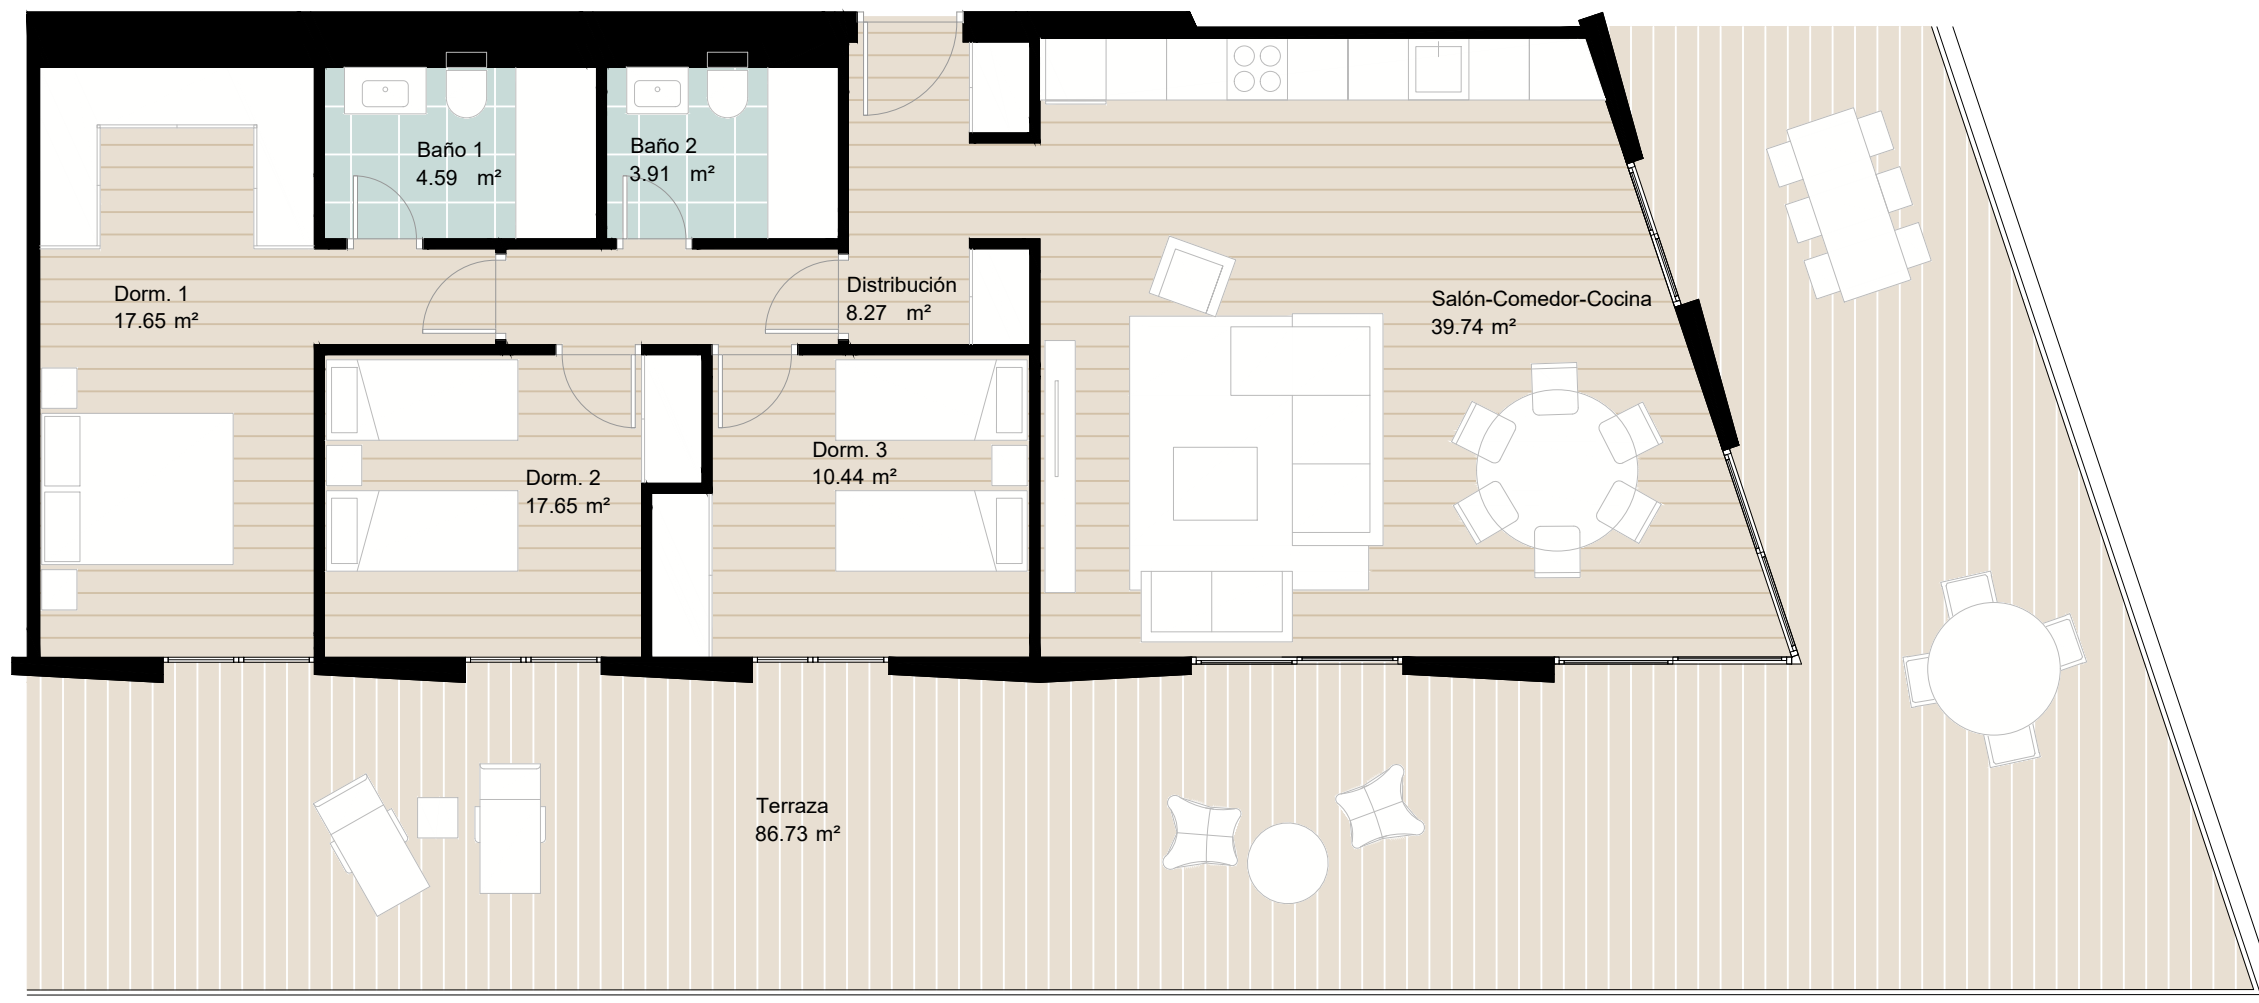 Baño 1
4.59 m²
Baño 2
3.91 m²
Dorm. 1
17.65 m²
Distribución
8.27 m²
Salón-Comedor-Cocina
39.74 m²
Dorm. 2
17.65 m²
Dorm. 3
10.44 m²
Terraza
86.73 m²